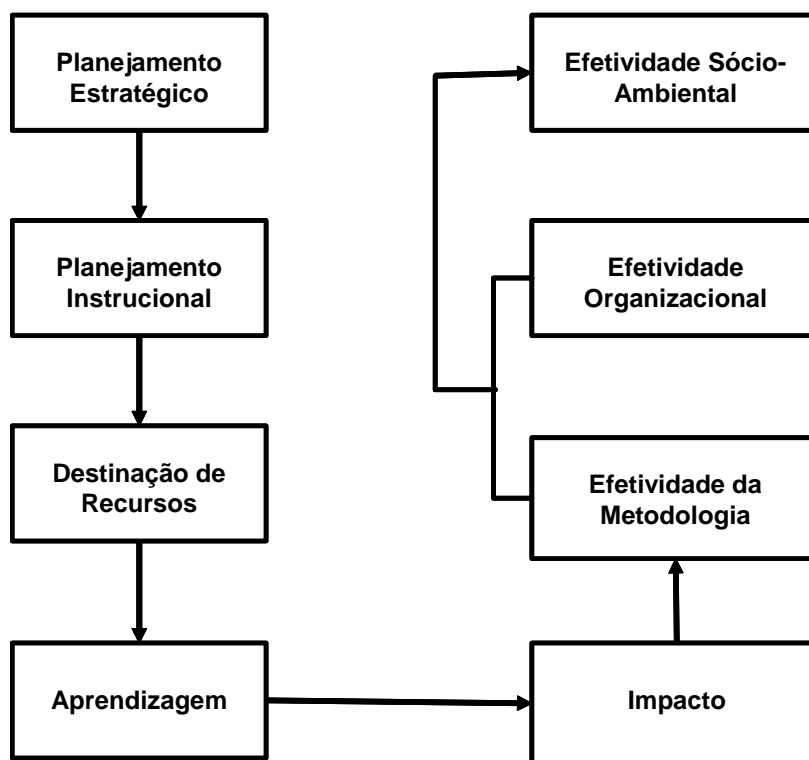 Planejamento
Estratégico
Planejamento
Instrucional
Destinação de
Recursos
Aprendizagem
Efetividade Sócio-
Ambiental
Efetividade
Organizacional
Efetividade da
Metodologia
Impacto